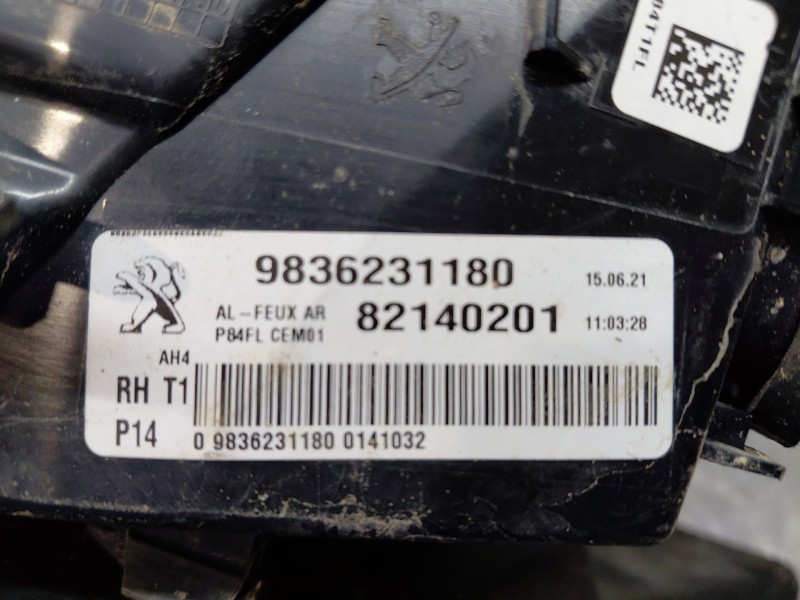 84T1FL
9836231180 15.06.21
AL-FEUX AR 82140201 11:03:28
P84FL CEM01
AH4
RH T1
P14 0 9836231180 0141032